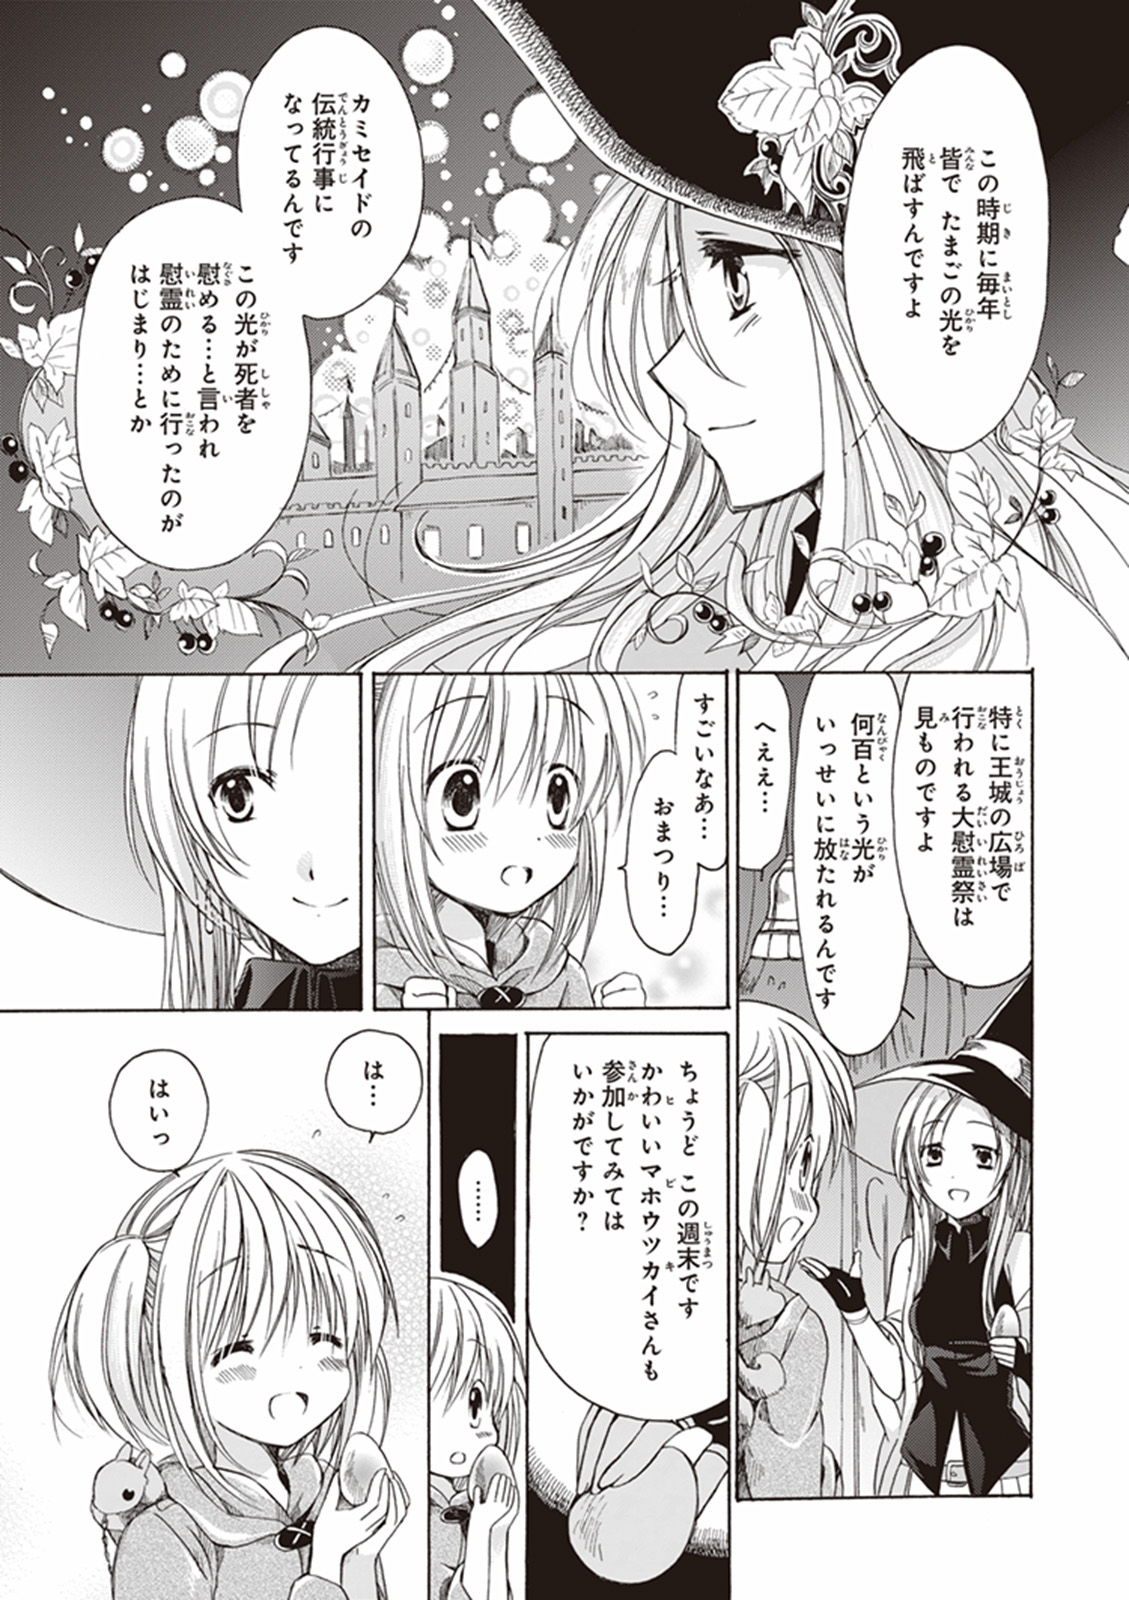 この時期に毎年
皆で たまごの光を
飛ばすんですよ
カミセイドの
伝統行事に
なってるんです
この光が死者を
慰める…と言われ
慰霊のために行ったのが
はじまり…とか
特に王城の広場で
行われる大慰霊祭は
見ものですよ
何百という光が
いっせいに放たれるんです
へええ…
すごいなあ…
おまつり…
ちょうど この週末です
かわいいマホウツカイさんも
参加してみては
いかがですか?
……
は…
はいっ